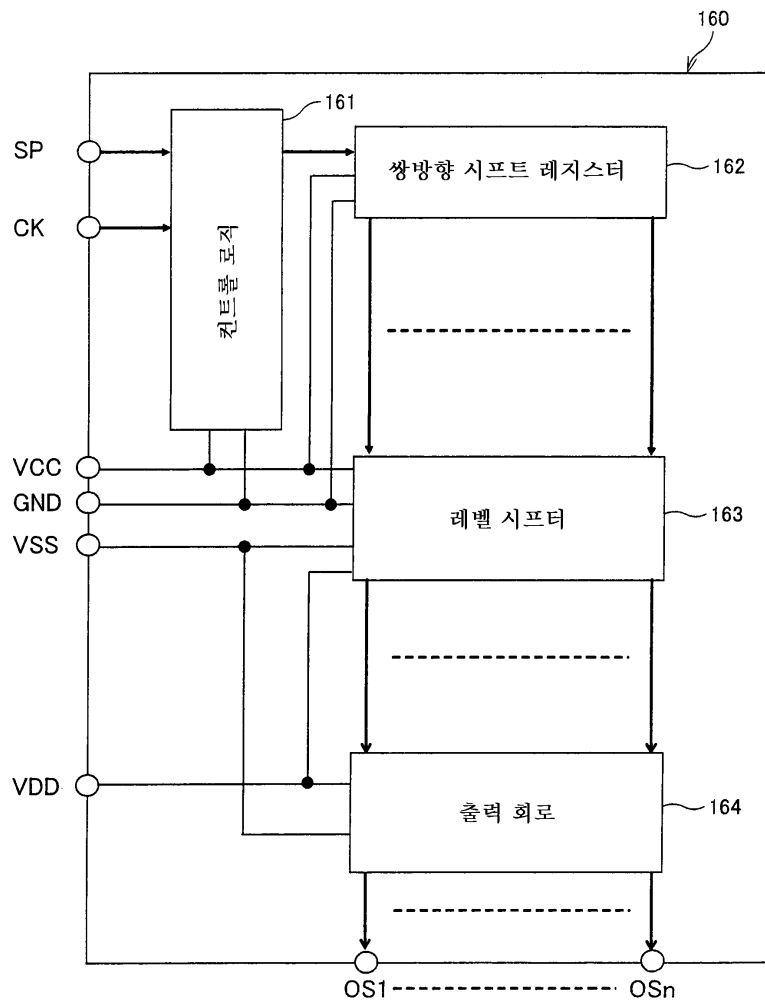 160
161
SP
CK
컨트롤 로직
쌍방향 시프트 레지스터
162
VCC
GND
VSS
레벨 시프터
163
VDD
출력 회로
164
OS1
OSn